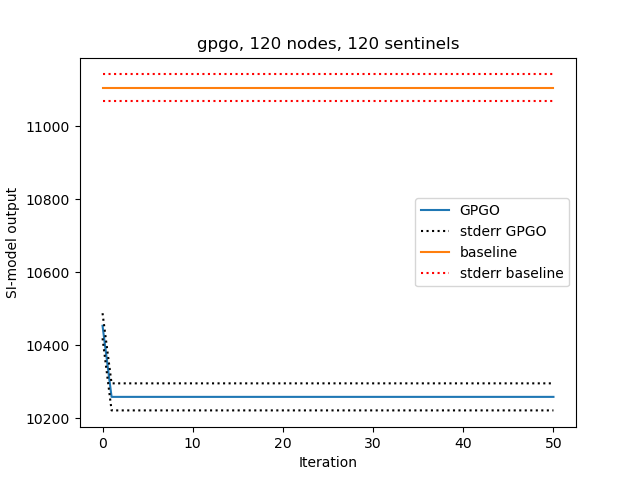 gpgo, 120 nodes, 120 sentinels
SI-model output
11000
10800
10600
10400
10200
GPGO
stderr GPGO
baseline
stderr baseline
0 10 20 30 40 50
Iteration